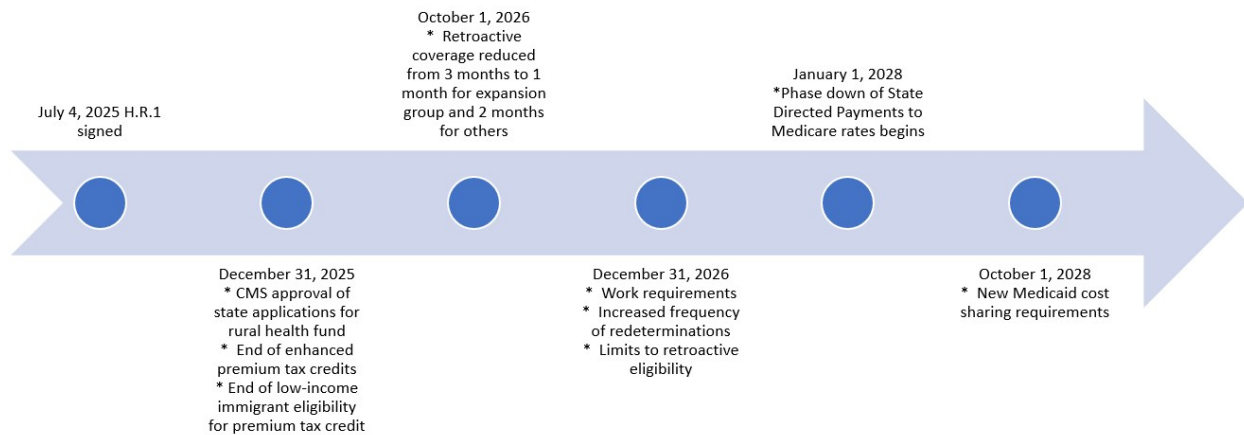 July 4, 2025 H.R.1
signed
December 31, 2025
* CMS approval of
state applications for
rural health fund
* End of enhanced
premium tax credits
* End of low-income
immigrant eligibility
for premium tax credit
October 1, 2026
* Retroactive
coverage reduced
from 3 months to 1
month for expansion
group and 2 months
for others
December 31, 2026
* Work requirements
* Increased frequency
of redeterminations
* Limits to retroactive
eligibility
January 1, 2028
*Phase down of State
Directed Payments to
Medicare rates begins
October 1, 2028
* New Medicaid cost
sharing requirements